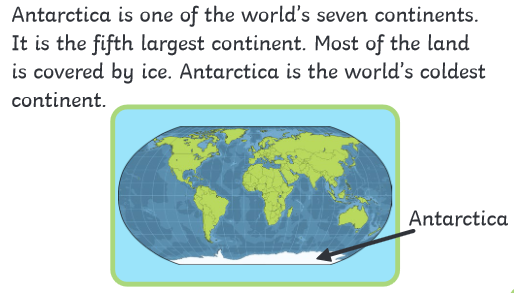 Antarctica is one of the world’s seven continents.
It is the fifth largest continent. Most of the land
is covered by ice. Antarctica is the world’s coldest
continent.
Antarctica